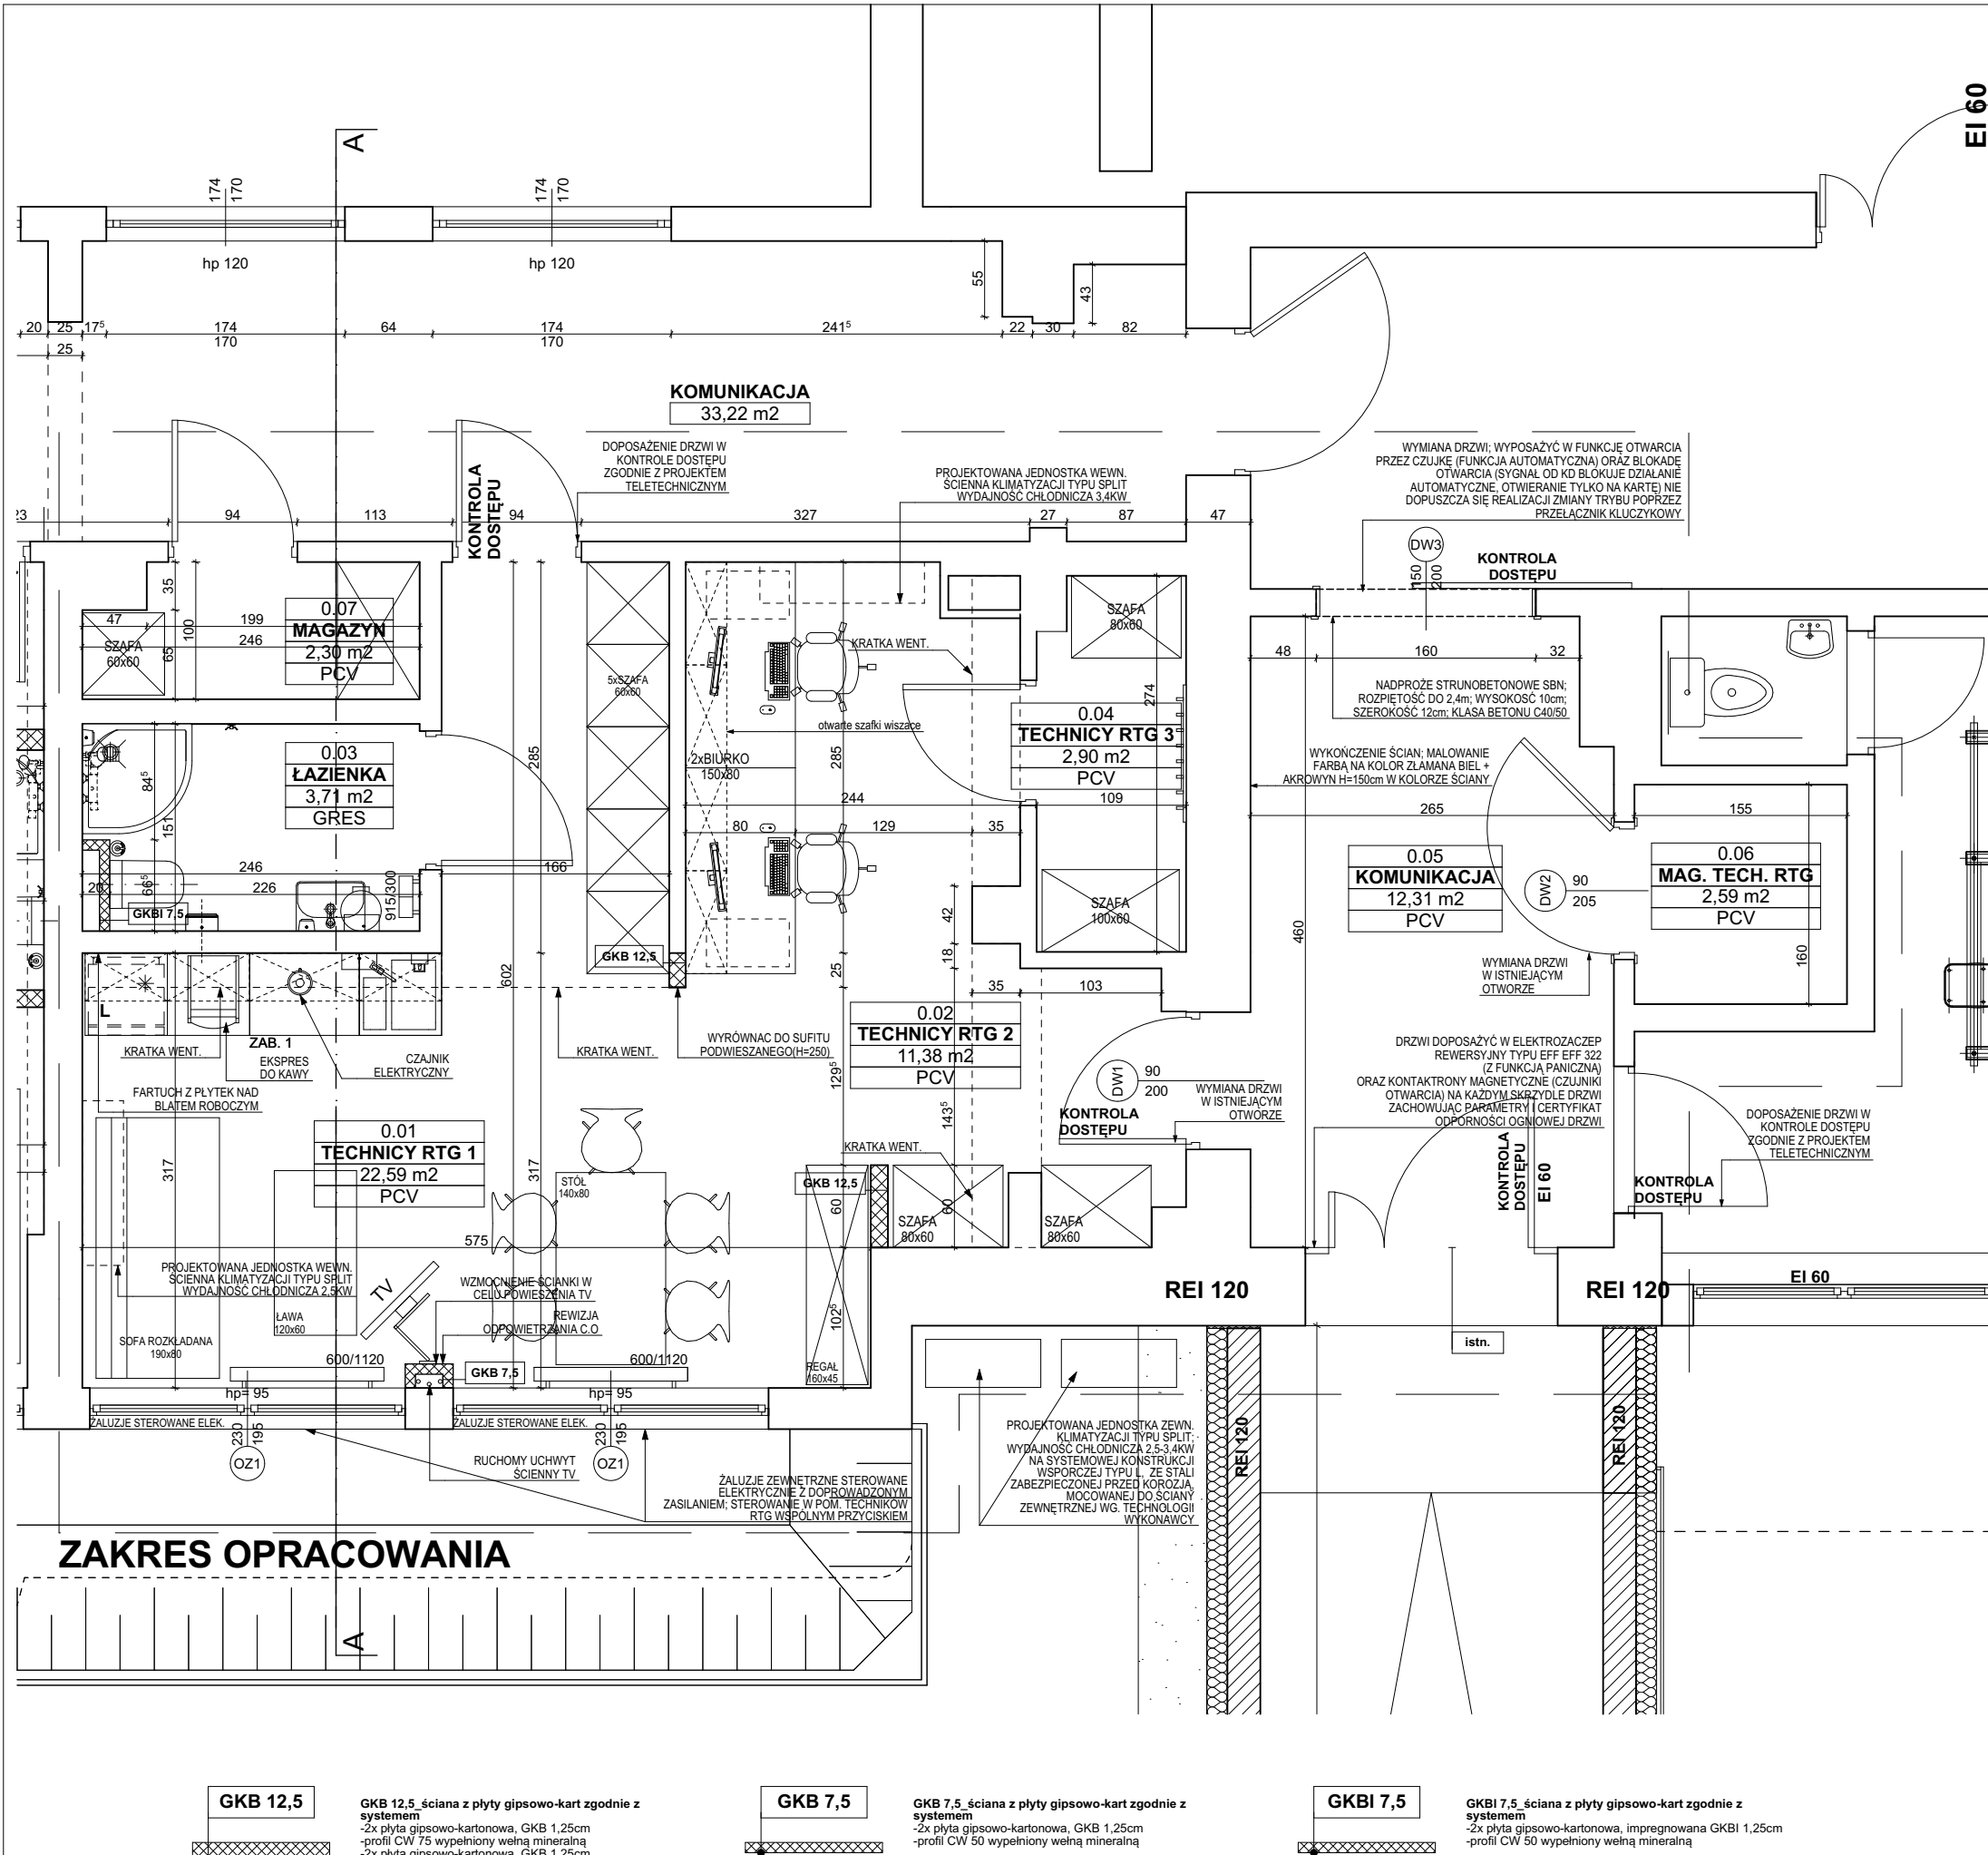 EI 60
A
174
170
174
170
hp 120
hp 120
55
43
20
25
17⁵
174
64
174
241⁵
22
30
82
170
170
25
KOMUNIKACJA
33,22 m2
DOPOSAŻENIE DRZWI W
KONTROLE DOSTĘPU
ZGODNIE Z PROJEKTEM
TELETECHNICZNYM
KONTROLA
DOSTĘPU
PROJEKTOWANA JEDNOSTKA WEWN.
ŚCIENNA KLIMATYZACJI TYPU SPLIT
WYDAJNOŚĆ CHŁODNICZA 3,4KW
WYMIANA DRZWI; WYPOSAŻYĆ W FUNKCJĘ OTWARCIA
PRZEZ CZUJKĘ (FUNKCJA AUTOMATYCZNA) ORAZ BLOKADĘ
OTWARCIA (SYGNAŁ OD KD BLOKUJE DZIAŁANIE
AUTOMATYCZNE, OTWIERANIE TYLKO NA KARTĘ) NIE
DOPUSZCZA SIĘ REALIZACJI ZMIANY TRYBU POPRZEZ
PRZEŁĄCZNIK KLUCZYKOWY
23
94
113
94
327
27
87
47
DW3
150
200
KONTROLA
DOSTĘPU
35
100
65
47
199
246
SZAFA
60x60
0.07
MAGAZYN
2,30 m2
PCV
5xSZAFA
60x60
KRATKA WENT.
SZAFA
80x60
274
48
160
32
NADPROŻE STRUNOBETONOWE SBN;
ROZPIĘTOŚĆ DO 2,4m; WYSOKOŚĆ 10cm;
SZEROKOŚĆ 12cm; KLASA BETONU C40/50
0.04
TECHNICY RTG 3
2,90 m2
PCV
otwarte szafki wiszące
0.03
ŁAZIENKA
3,71 m2
GRES
84⁵
151
285
2xBIURKO
150x80
285
WYKOŃCZENIE ŚCIAN; MALOWANIE
FARBĄ NA KOLOR ZŁAMANA BIEL +
AKROWYN H=150cm W KOLORZE ŚCIANY
244
109
265
155
80
129
35
246
166
20
66⁵
226
915/300
GKBI 7,5
0.05
KOMUNIKACJA
12,31 m2
PCV
DW2
90
205
0.06
MAG. TECH. RTG
2,59 m2
PCV
SZAFA
100x60
42
18
460
160
GKB 12,5
25
602
WYMIANA DRZWI
W ISTNIEJĄCYM
OTWORZE
35
103
L
ZAB. 1
KRATKA WENT.
EKSPRES
DO KAWY
CZAJNIK
ELEKTRYCZNY
KRATKA WENT.
WYRÓWNAC DO SUFITU
PODWIESZANEGO(H=250)
0.02
TECHNICY RTG 2
11,38 m2
PCV
129⁵
143⁵
DW1
90
200
KONTROLA
DOSTĘPU
WYMIANA DRZWI
W ISTNIEJĄCYM
OTWORZE
DRZWI DOPOSAŻYĆ W ELEKTROZACZEP
REWERSYJNY TYPU EFF EFF 322
(Z FUNKCJĄ PANICZNĄ)
ORAZ KONTAKTRONY MAGNETYCZNE (CZUJNIKI
OTWARCIA) NA KAŻDYM SKRZYDLE DRZWI
ZACHOWUJĄC PARAMETRY I CERTYFIKAT
ODPORNOŚCI OGNIOWEJ DRZWI
DOPOSAŻENIE DRZWI W
KONTROLE DOSTĘPU
ZGODNIE Z PROJEKTEM
TELETECHNICZNYM
FARTUCH Z PŁYTEK NAD
BLATEM ROBOCZYM
0.01
TECHNICY RTG 1
22,59 m2
PCV
317
317
STÓŁ
140x80
KRATKA WENT.
GKB 12,5
60
60
SZAFA
80x60
SZAFA
80x60
KONTROLA
DOSTĘPU
EI 60
KONTROLA
DOSTĘPU
575
PROJEKTOWANA JEDNOSTKA WEWN.
ŚCIENNA KLIMATYZACJI TYPU SPLIT
WYDAJNOŚĆ CHŁODNICZA 2,5KW
TV
WZMOCNIENIE ŚCIANKI W
CELU POWIESZENIA TV
REWIZJA
ODPOWIETRZANIA C.O
ŁAWA
120x60
SOFA ROZKŁADANA
190x80
102⁵
REGAŁ
160x45
REI 120
REI 120
EI 60
istn.
600/1120
600/1120
GKB 7,5
hp= 95
hp= 95
ŻALUZJE STEROWANE ELEK.
ŻALUZJE STEROWANE ELEK.
230
195
230
195
OZ1
OZ1
RUCHOMY UCHWYT
ŚCIENNY TV
ŻALUZJE ZEWNĘTRZNE STEROWANE
ELEKTRYCZNIE Z DOPROWADZONYM
ZASILANIEM; STEROWANIE W POM. TECHNIKÓW
RTG WSPÓLNYM PRZYCISKIEM
PROJEKTOWANA JEDNOSTKA ZEWN.
KLIMATYZACJI TYPU SPLIT;
WYDAJNOŚĆ CHŁODNICZA 2,5-3,4KW
NA SYSTEMOWEJ KONSTRUKCJI
WSPORCZEJ TYPU L, ZE STALI
ZABEZPIECZONEJ PRZED KOROZJĄ,
MOCOWANEJ DO ŚCIANY
ZEWNĘTRZNEJ WG. TECHNOLOGII
WYKONAWCY
REI 120
REI 120
ZAKRES OPRACOWANIA
A
GKB 12,5
GKB 12,5_ściana z płyty gipsowo-kart zgodnie z
systemem
-2x płyta gipsowo-kartonowa, GKB 1,25cm
-profil CW 75 wypełniony wełną mineralną
-2x płyta gipsowo-kartonowa, GKB 1,25cm
GKB 7,5
GKB 7,5_ściana z płyty gipsowo-kart zgodnie z
systemem
-2x płyta gipsowo-kartonowa, GKB 1,25cm
-profil CW 50 wypełniony wełną mineralną
GKBI 7,5
GKBI 7,5_ściana z płyty gipsowo-kart zgodnie z
systemem
-2x płyta gipsowo-kartonowa, impregnowana GKBI 1,25cm
-profil CW 50 wypełniony wełną mineralną